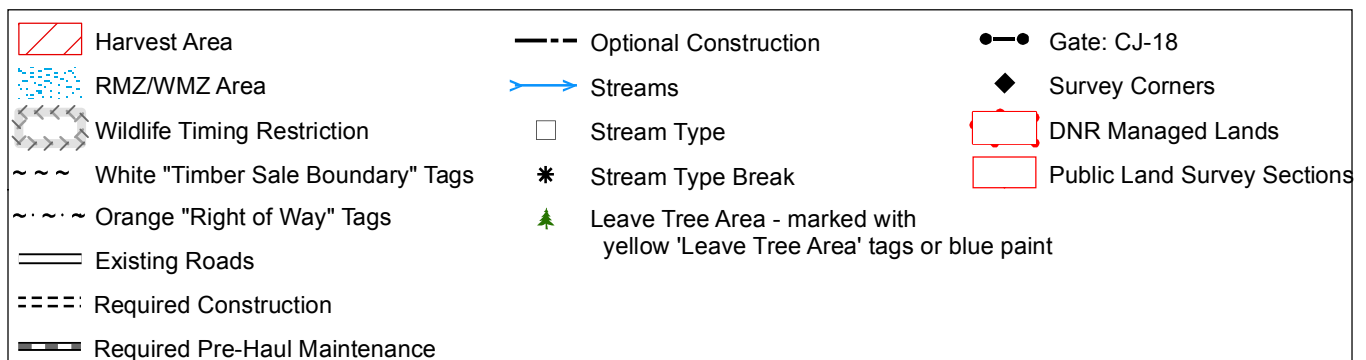 Harvest Area
RMZ/WMZ Area
Wildlife Timing Restriction
White "Timber Sale Boundary" Tags
Orange "Right of Way" Tags
Existing Roads
Required Construction
Required Pre-Haul Maintenance
Optional Construction
Streams
Stream Type
Stream Type Break
Leave Tree Area - marked with
yellow 'Leave Tree Area' tags or blue paint
Gate: CJ-18
Survey Corners
DNR Managed Lands
Public Land Survey Sections